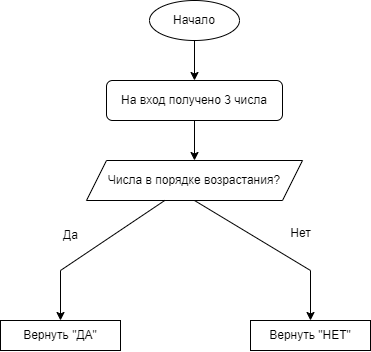 Начало
На вход получено 3 числа
Числа в порядке возрастания?
Да
Нет
Вернуть "ДА"
Вернуть "НЕТ"